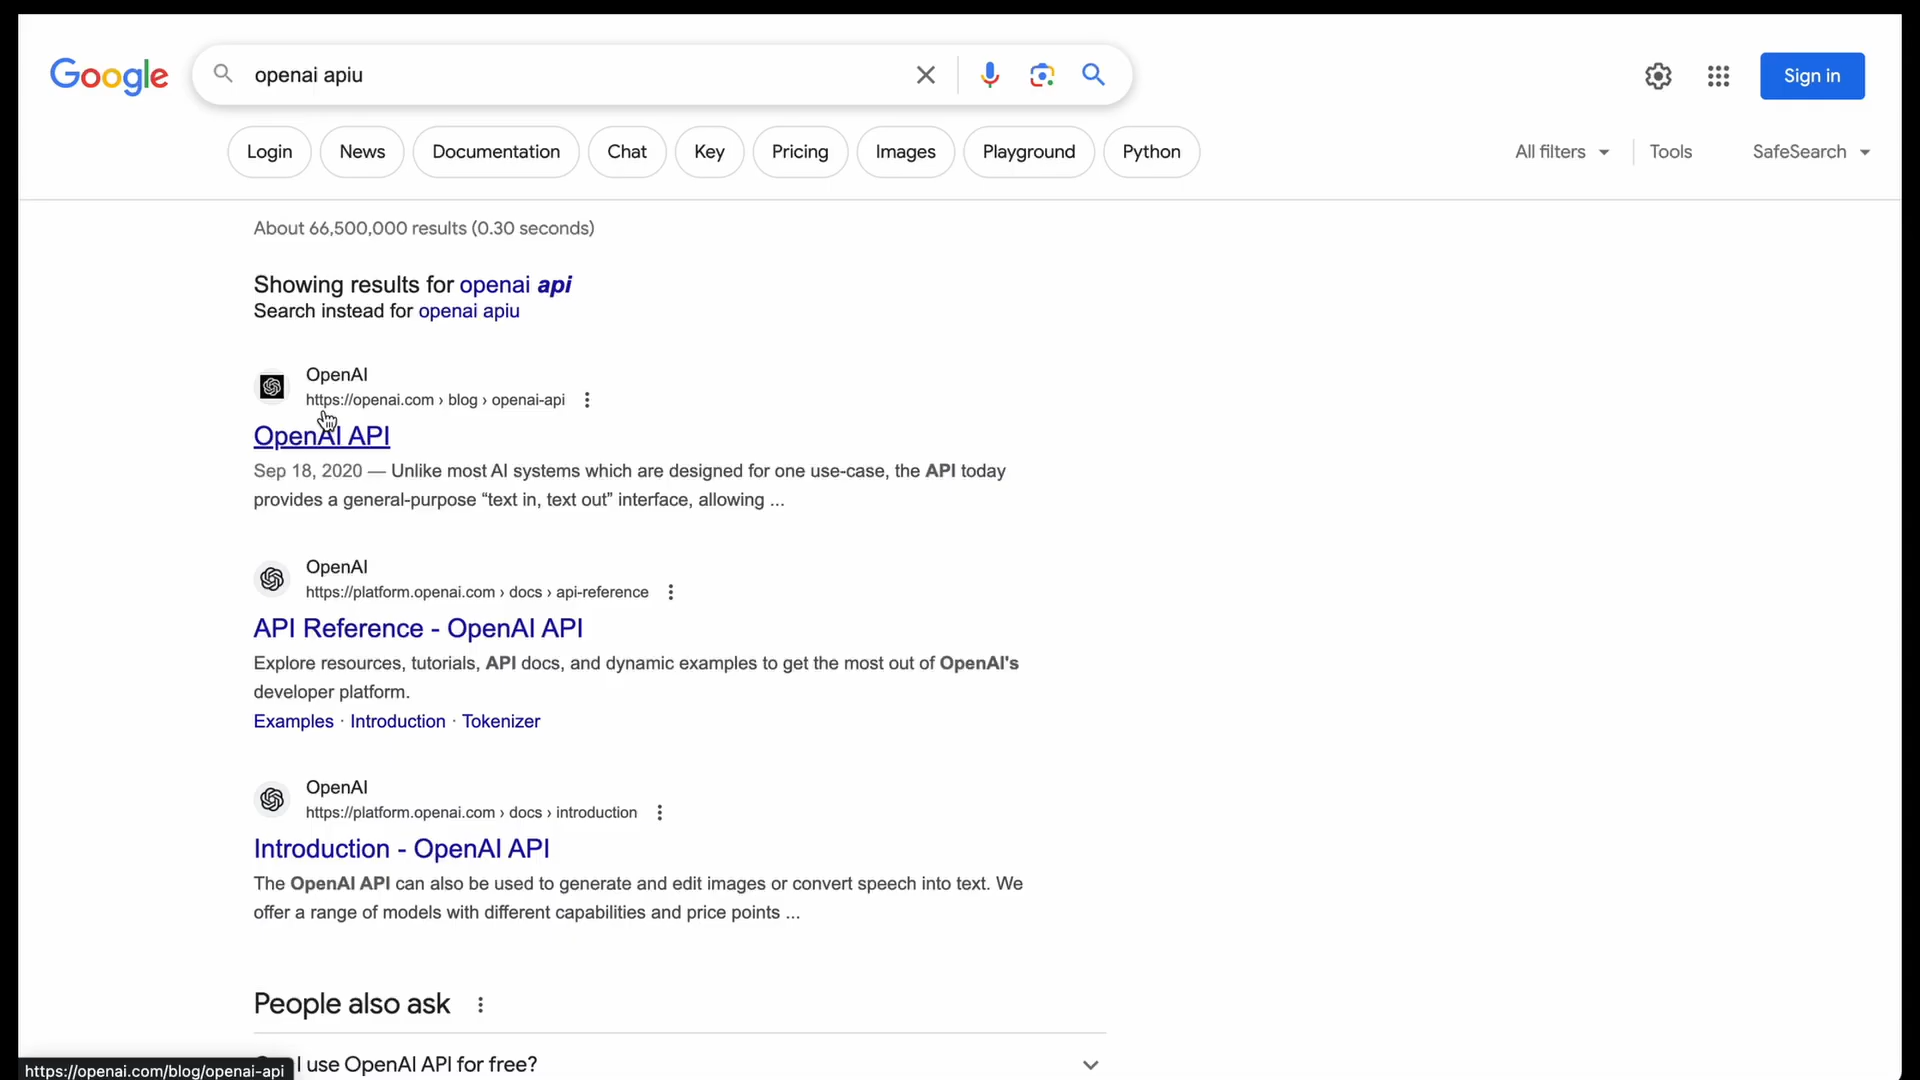 Google
openai apiu
Sign in
Login
News
Documentation
Chat
Key
Pricing
Images
Playground
Python
All filters
Tools
SafeSearch
About 66,500,000 results (0.30 seconds)
Showing results for openai api
Search instead for openai apiu
OpenAI
https://openai.com › blog › openai-api
OpenAI API
Sep 18, 2020 — Unlike most AI systems which are designed for one use-case, the API today
provides a general-purpose “text in, text out” interface, allowing ...
OpenAI
https://platform.openai.com › docs › api-reference
API Reference - OpenAI API
Explore resources, tutorials, API docs, and dynamic examples to get the most out of OpenAI's
developer platform.
Examples · Introduction · Tokenizer
OpenAI
https://platform.openai.com › docs › introduction
Introduction - OpenAI API
The OpenAI API can also be used to generate and edit images or convert speech into text. We
offer a range of models with different capabilities and price points ...
People also ask
I use OpenAI API for free?
https://openai.com/blog/openai-api